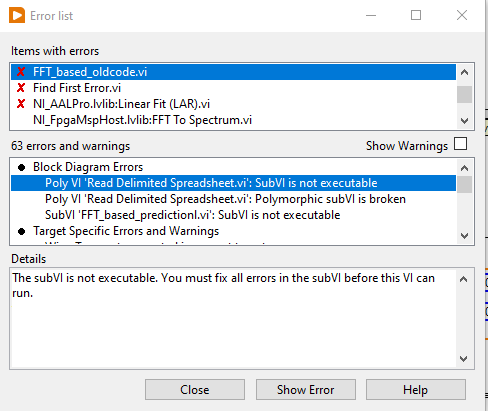 Error list
Items with errors
FFT_based_oldcode.vi
Find First Error.vi
NI_AALPro.lvlib:Linear Fit (LAR).vi
NI_FpgaMspHost.lvlib:FFT To Spectrum.vi
63 errors and warnings Show Warnings
Block Diagram Errors
Poly VI 'Read Delimited Spreadsheet.vi': SubVI is not executable
Poly VI 'Read Delimited Spreadsheet.vi': Polymorphic subVI is broken
SubVI 'FFT_based_predictionI.vi': SubVI is not executable
Target Specific Errors and Warnings
Details
The subVI is not executable. You must fix all errors in the subVI before this VI can
run.
Close Show Error Help